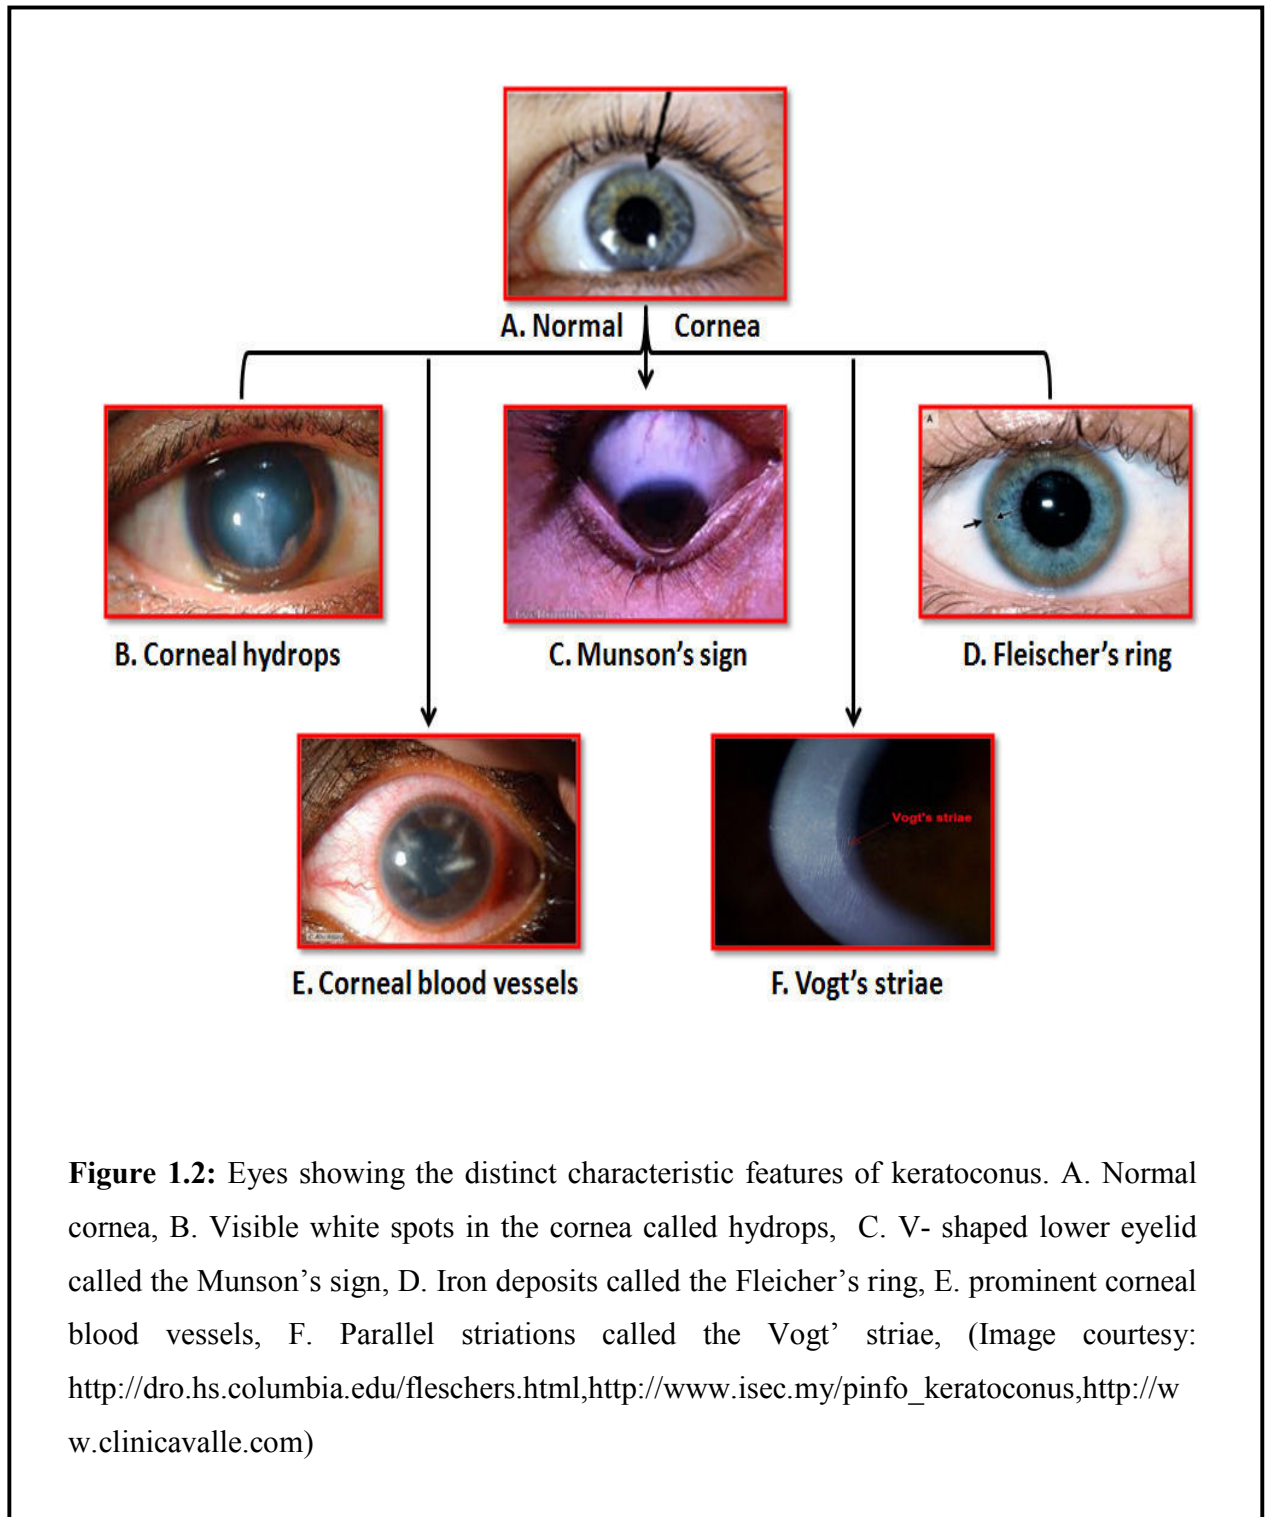 A. Normal Cornea
A
B. Corneal hydrops
C. Munson's sign
D. Fleischer's ring
Vogt's striae
E. Corneal blood vessels
F. Vogt's striae
Figure 1.2: Eyes showing the distinct characteristic features of keratoconus. A. Normal
cornea, B. Visible white spots in the cornea called hydrops, C. V- shaped lower eyelid
called the Munson's sign, D. Iron deposits called the Fleicher's ring, E. prominent corneal
blood vessels, F. Parallel striations called the Vogt' striae, (Image courtesy:
http://dro.hs.columbia.edu/fleschers.html,http://www.isec.my/pinfo_keratoconus,http://w
w.clinicavalle.com)